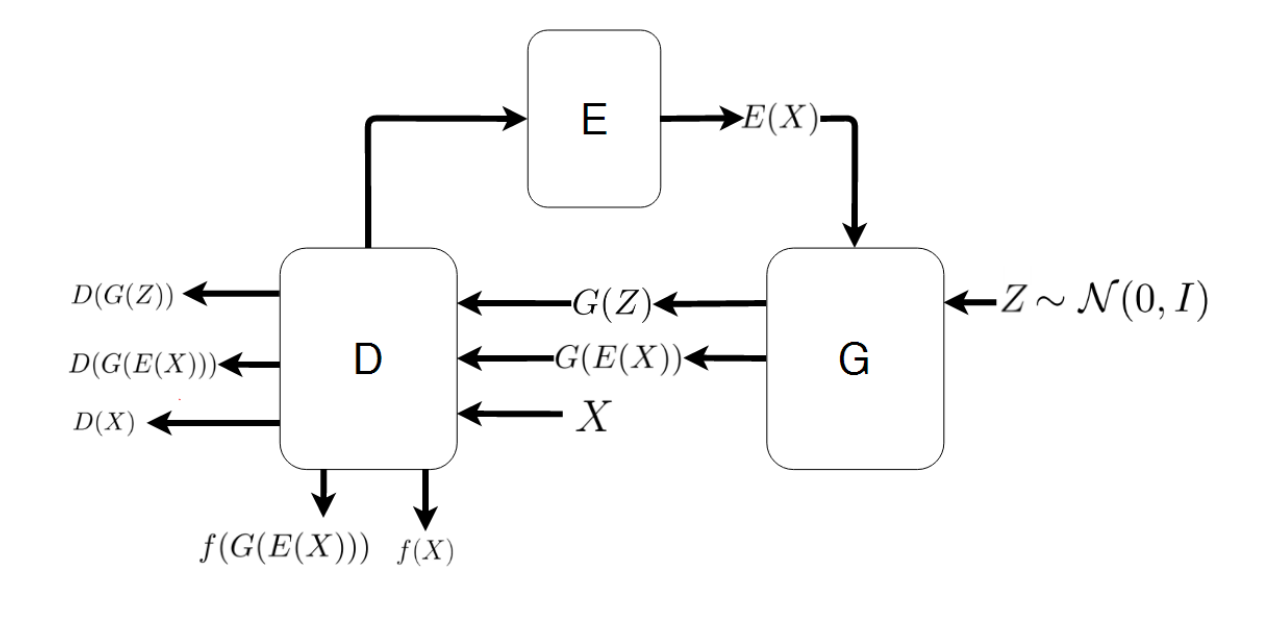 E
E(X)
D(G(Z))
G(Z)
Z ∼ 𝒩(0, I)
D(G(E(X)))
D
G(E(X))
G
D(X)
X
f(G(E(X)))
f(X)